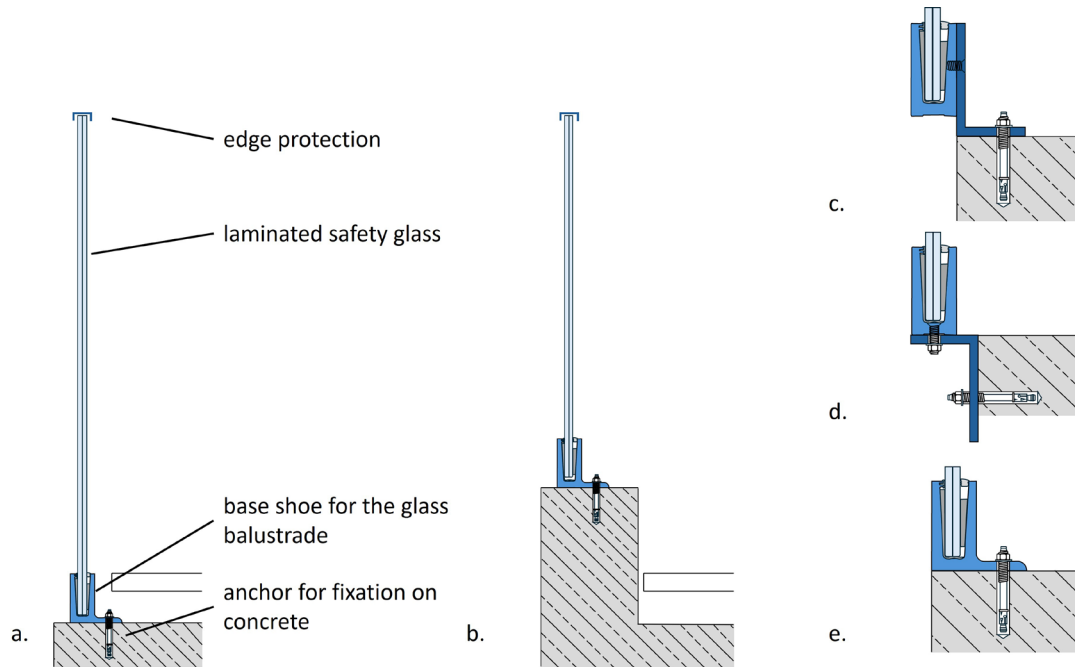 edge protection
laminated safety glass
base shoe for the glass
balustrade
anchor for fixation on
concrete
a.
b.
c.
d.
e.